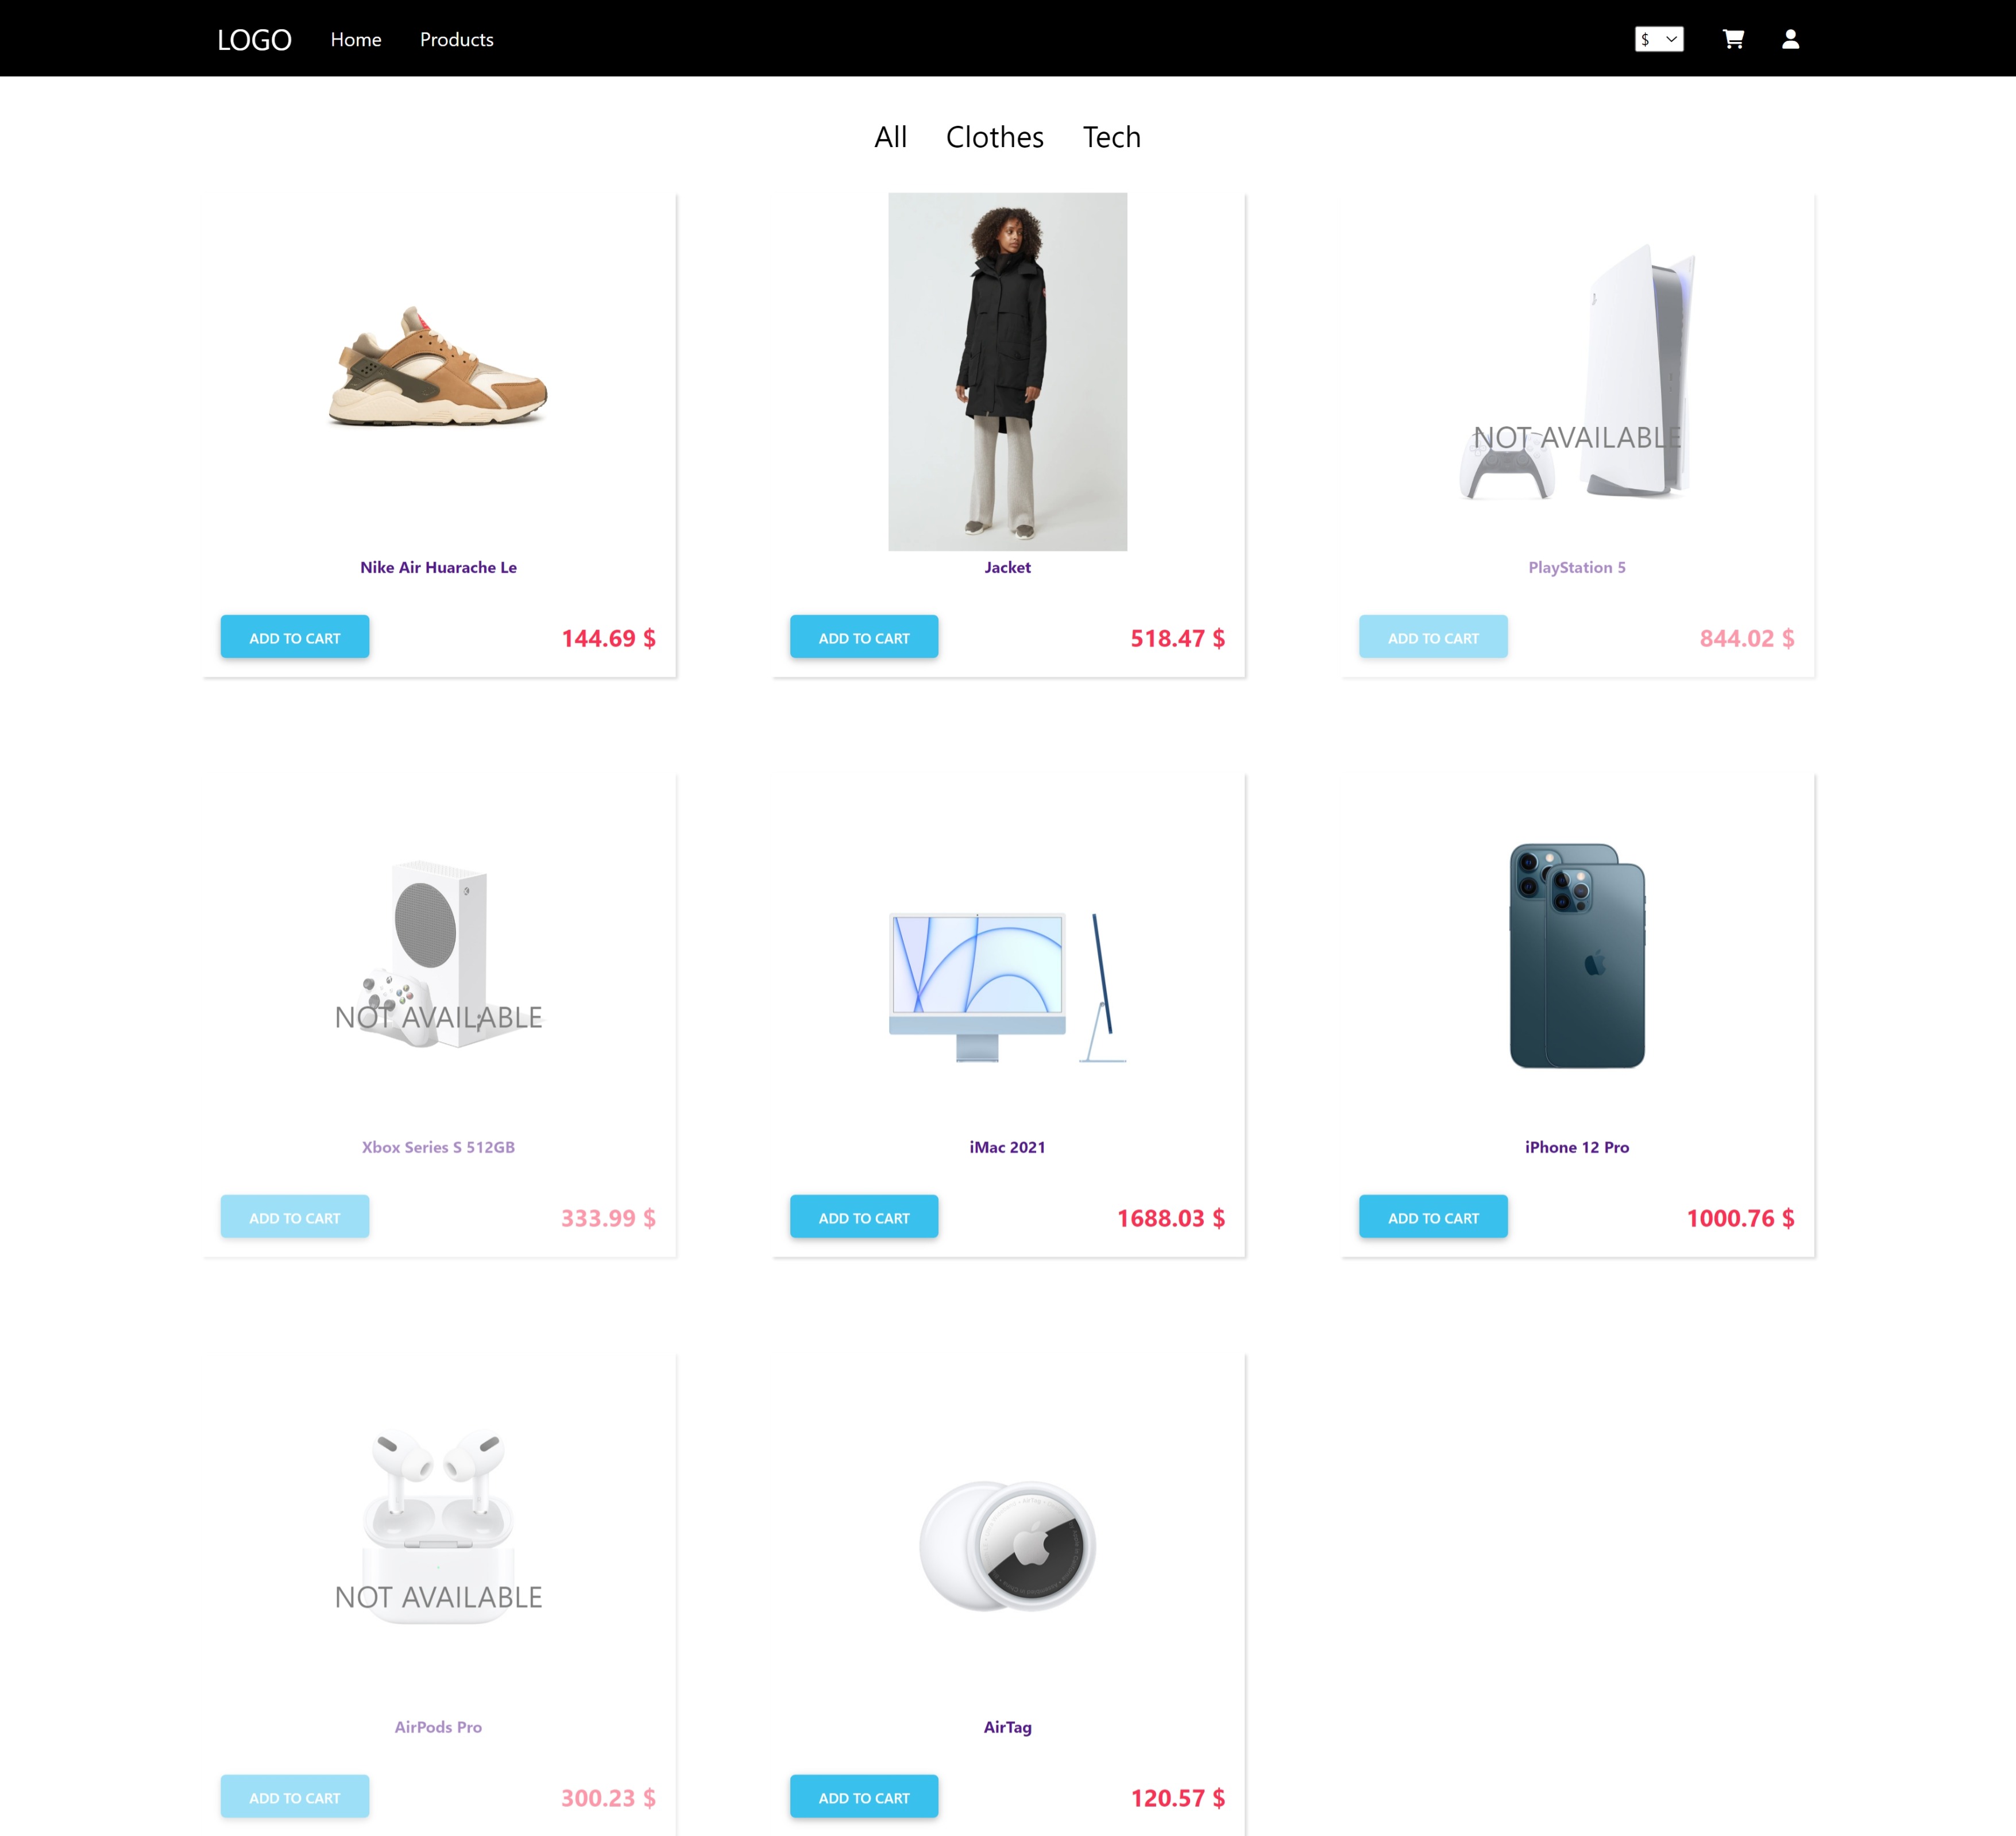 LOGO Home Products $
All Clothes Tech
NOT AVAILABLE
Nike Air Huarache Le Jacket PlayStation 5
ADD TO CART 144.69 $ ADD TO CART 518.47 $ ADD TO CART 844.02 $
NOT AVAILABLE
Xbox Series S 512GB iMac 2021 iPhone 12 Pro
ADD TO CART 333.99 $ ADD TO CART 1688.03 $ ADD TO CART 1000.76 $
NOT AVAILABLE
AirPods Pro AirTag
ADD TO CART 300.23 $ ADD TO CART 120.57 $